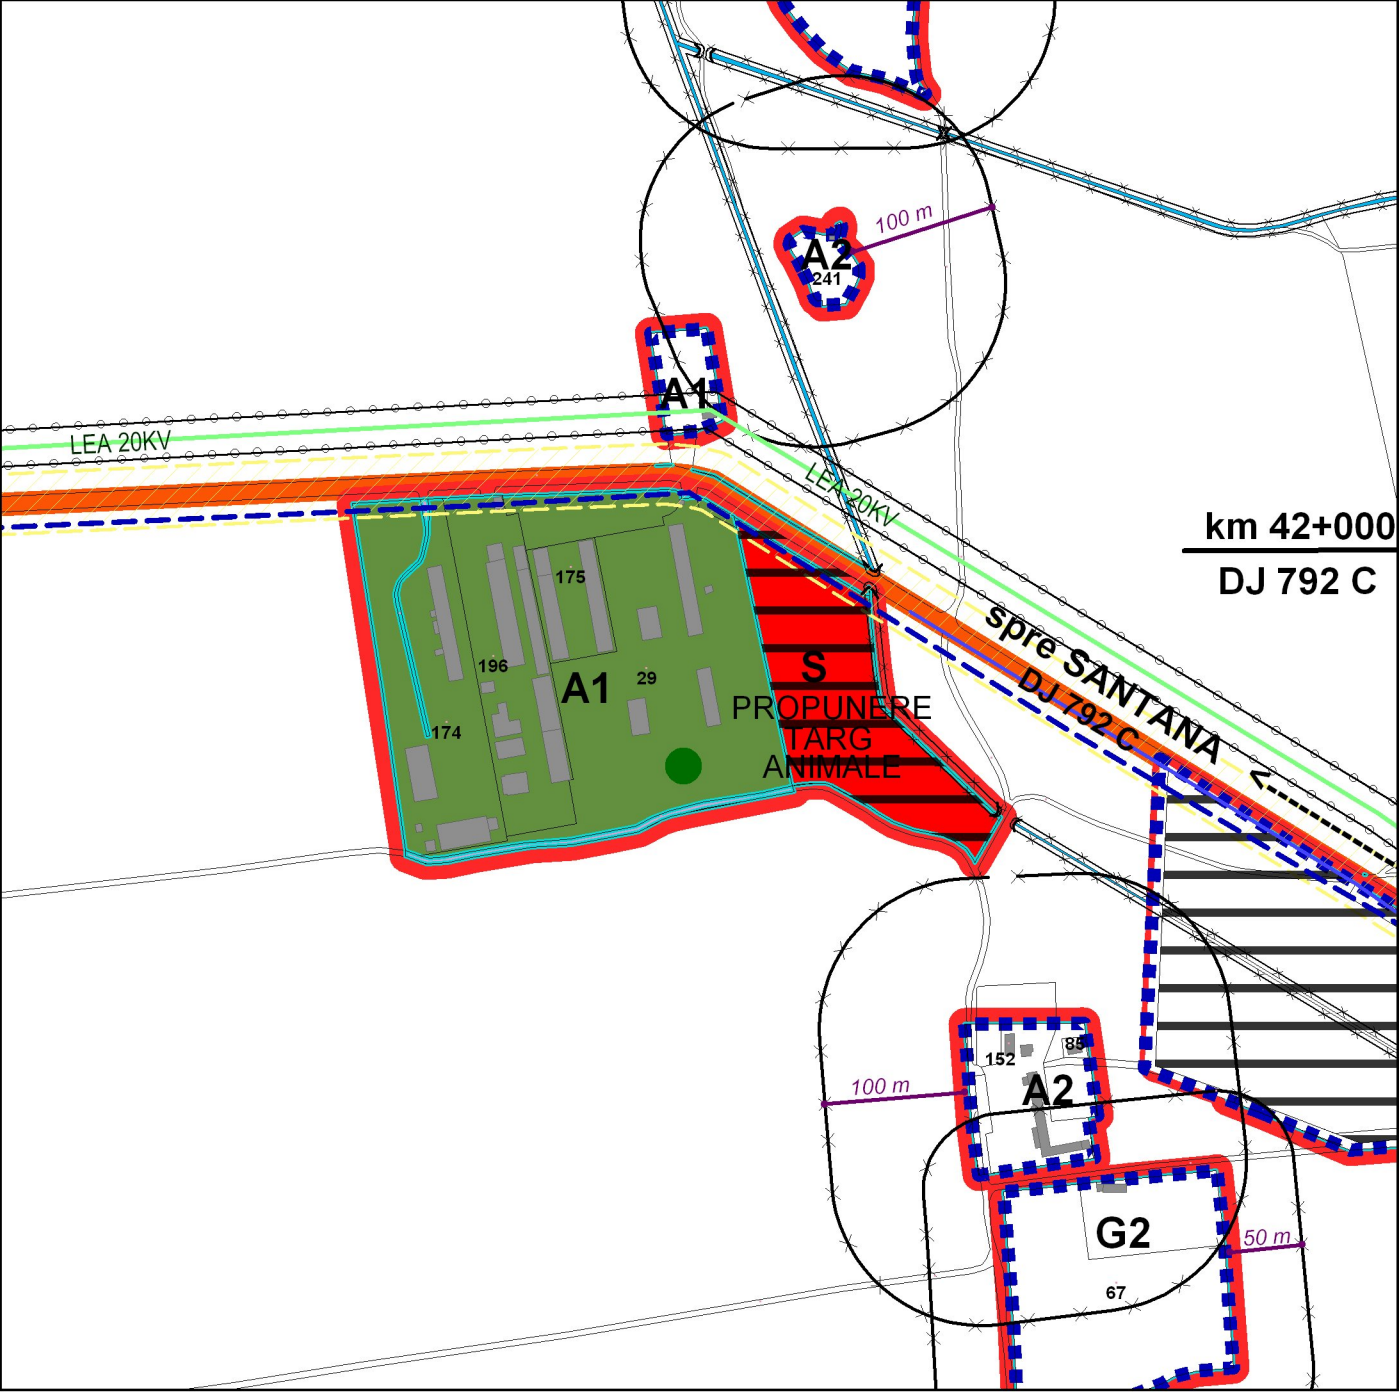 100 m
A2
241
A1
LEA 20KV
LEA 20KV
km 42+000
DJ 792 C
175
spre SANTANA
DJ 792 C
196
A1
29
S
PROPUNERE
TARG
ANIMALE
174
152
85
A2
100 m
G2
50 m
67